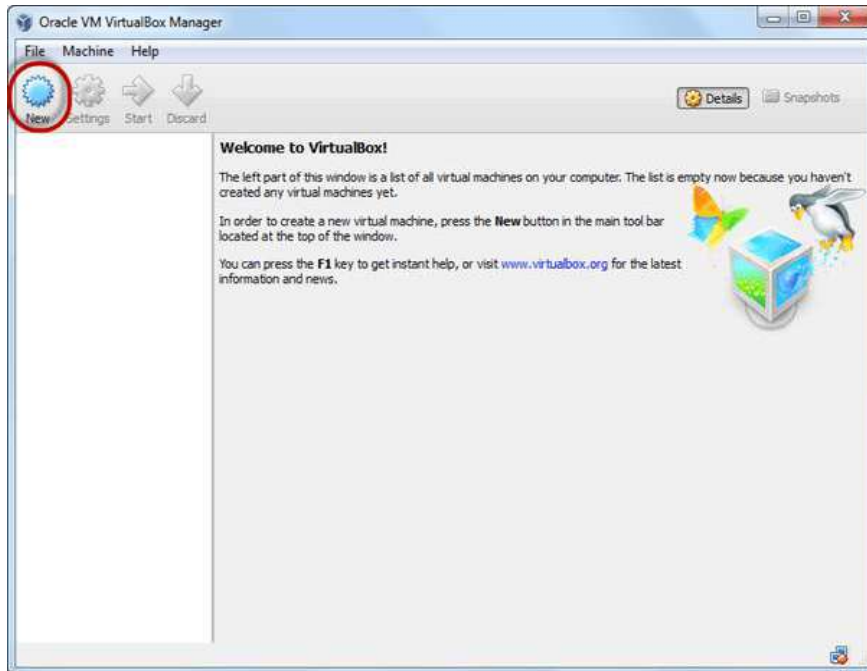 Oracle VM VirtualBox Manager
File Machine Help
New Settings Start Discard
Details Snapshots
Welcome to VirtualBox!
The left part of this window is a list of all virtual machines on your computer. The list is empty now because you haven't
created any virtual machines yet.
In order to create a new virtual machine, press the New button in the main tool bar
located at the top of the window.
You can press the F1 key to get instant help, or visit www.virtualbox.org for the latest
information and news.